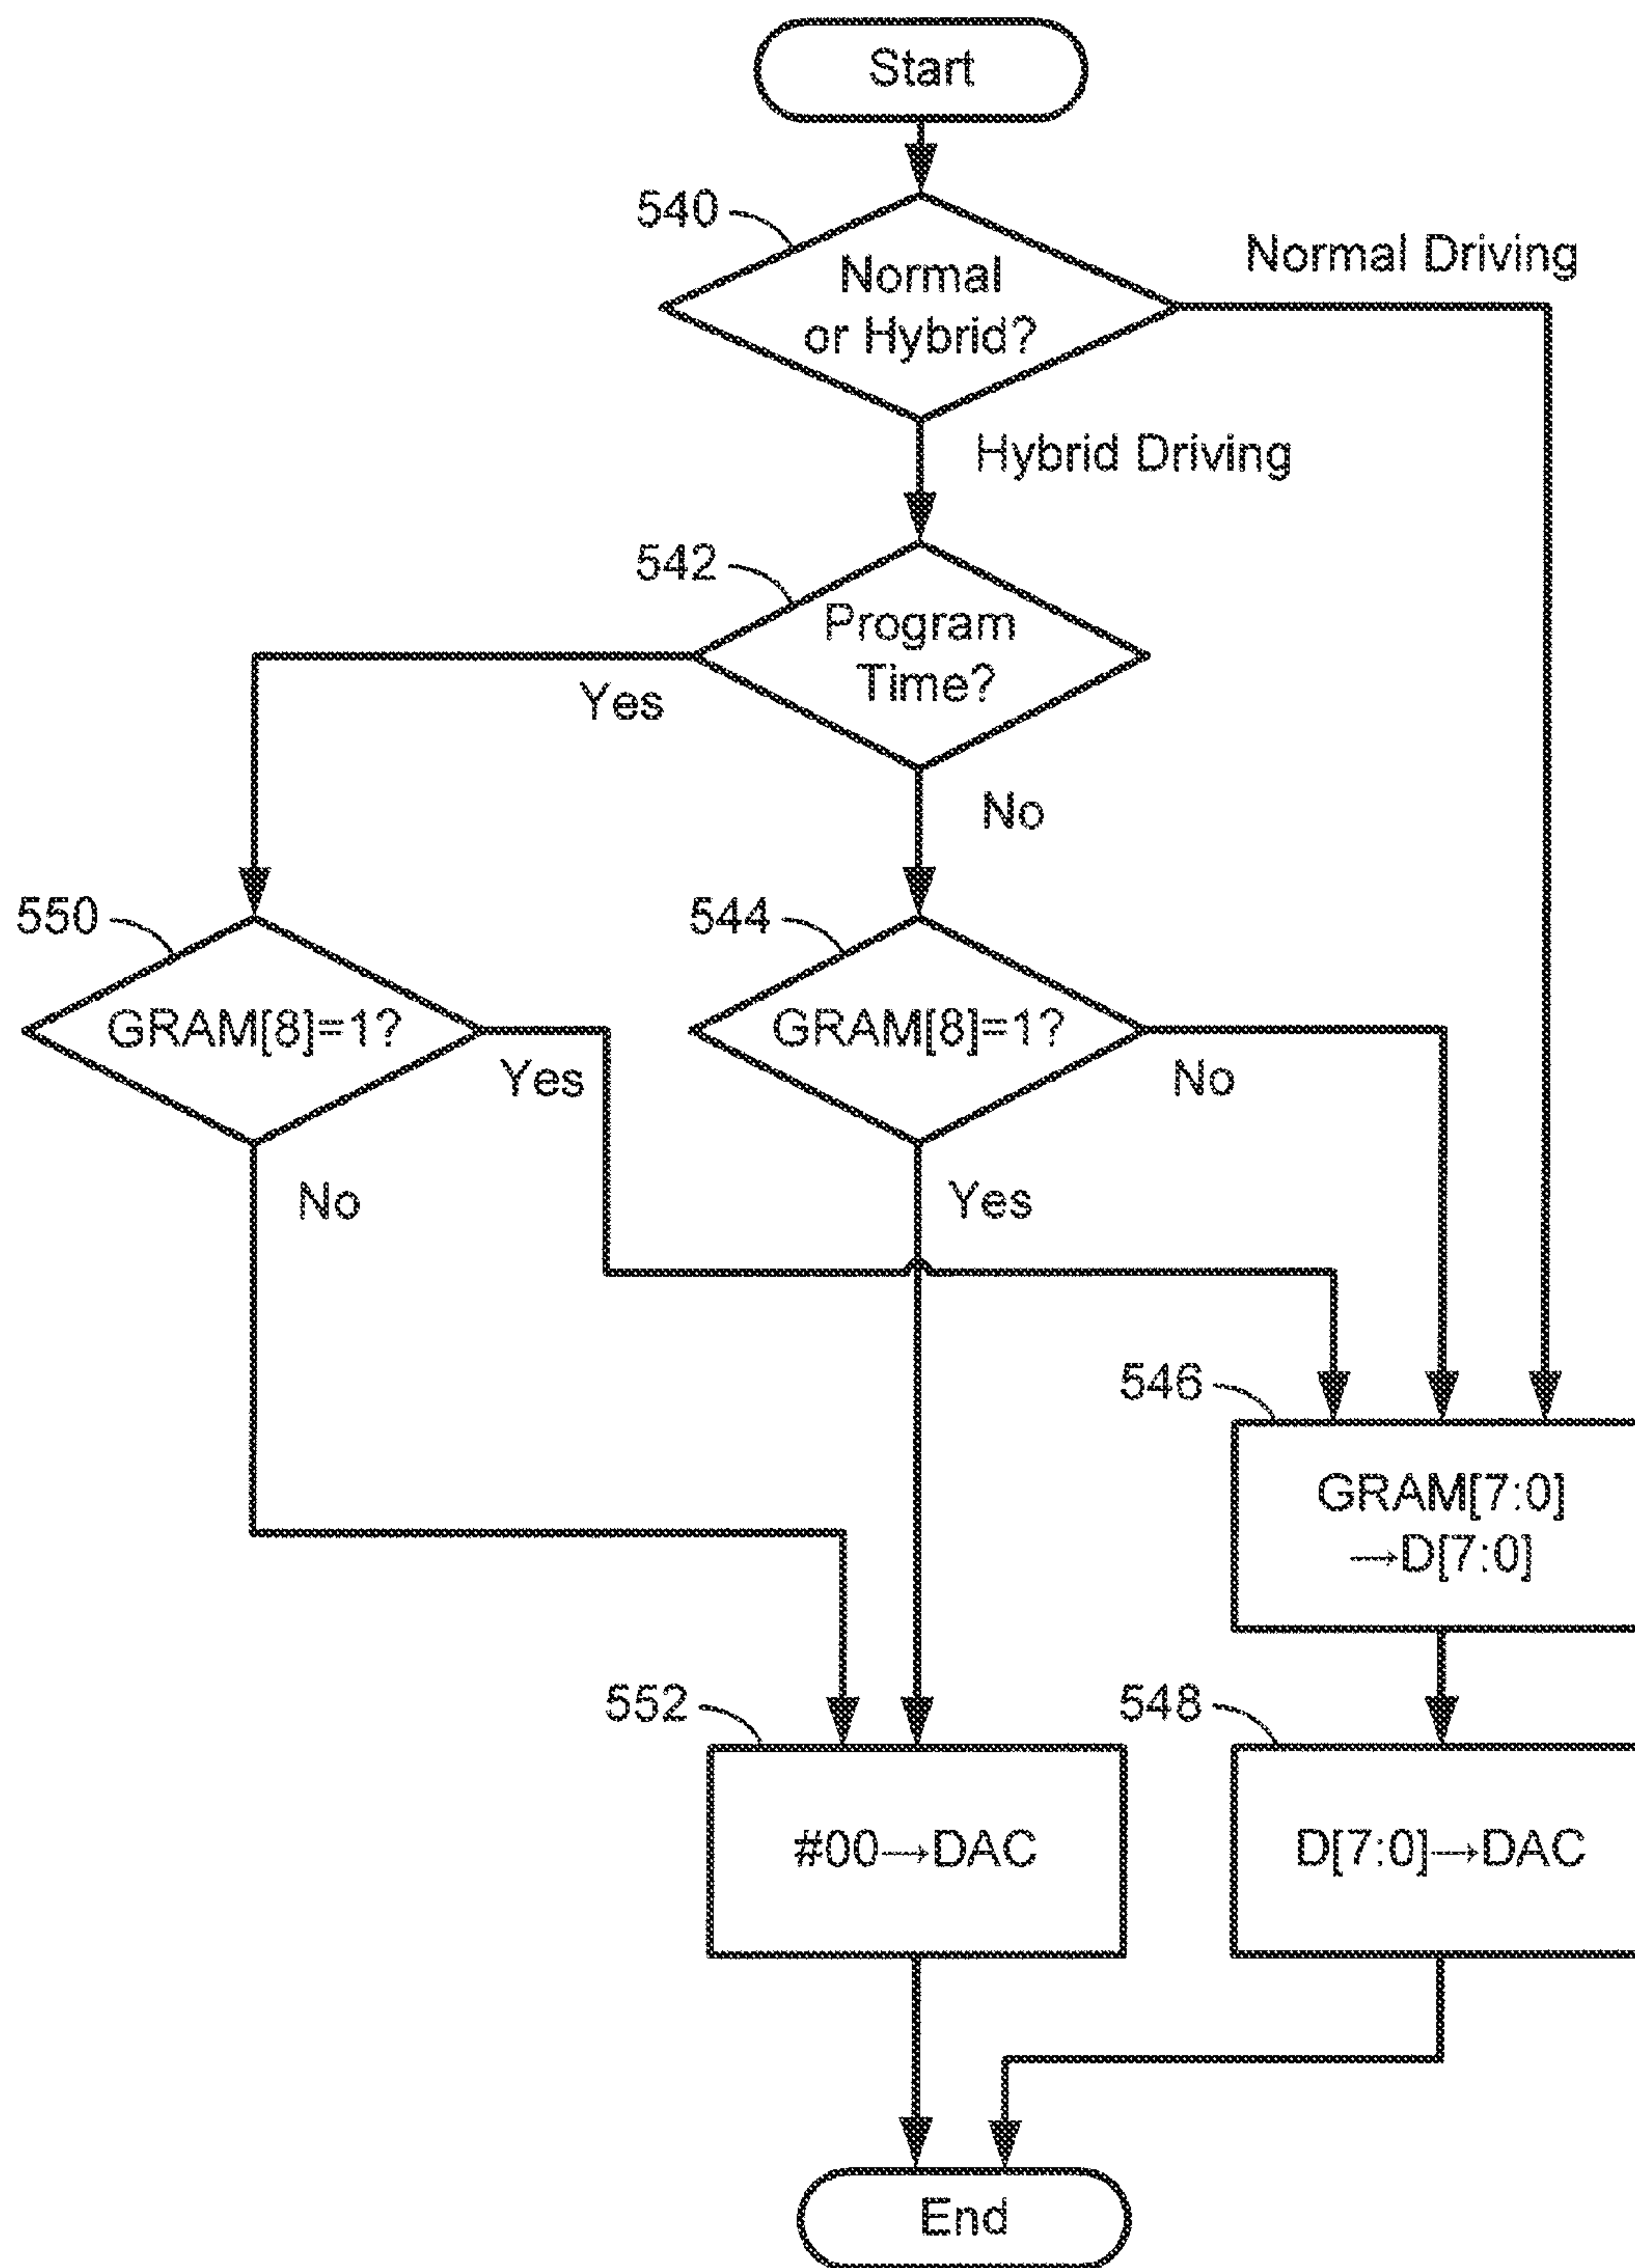 Start
540
Normal
or Hybrid?
Normal Driving
Hybrid Driving
542
Program
Time?
Yes
No
550
GRAM[8]=1?
Yes
No
544
GRAM[8]=1?
No
Yes
546
GRAM[7:0]
→D[7:0]
552
#00→DAC
548
D[7:0]→DAC
End